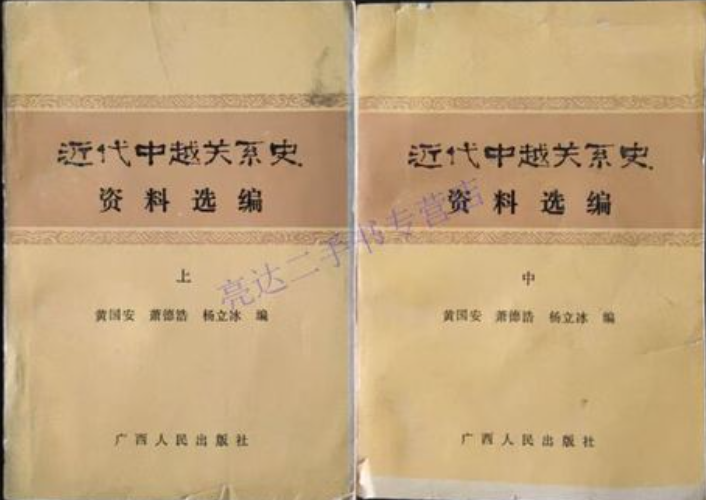 近代中越关系史
资料选编
上
黄国安 萧德浩 杨立冰 编
广西人民出版社
近代中越关系史
资料选编
中
黄国安 萧德浩 杨立冰 编
广西人民出版社
亮达二手书专营店